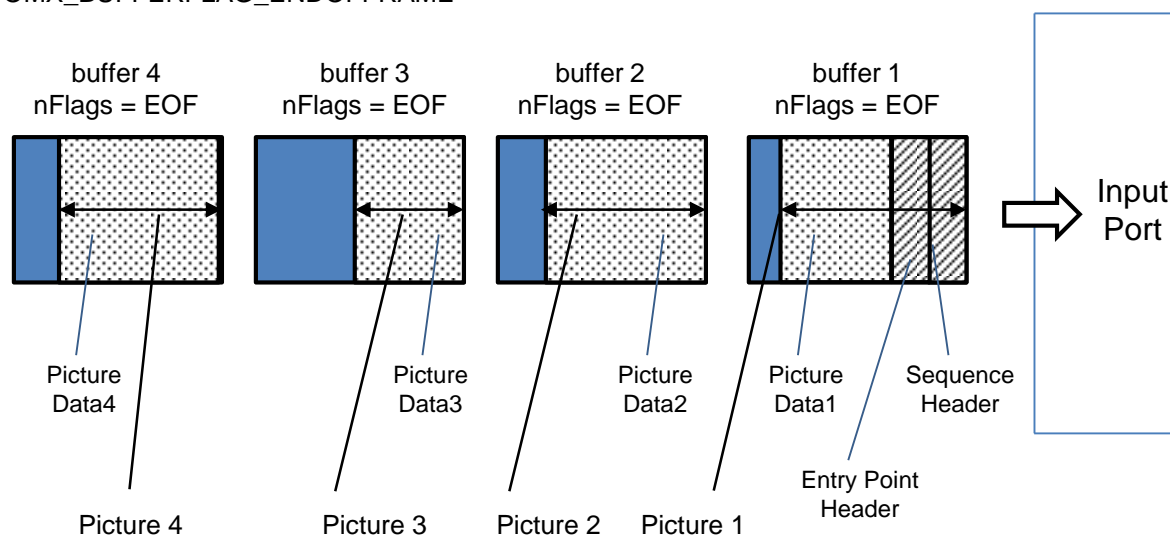 OMX_BUFFERFLAG_ENDOFFRAME
buffer 4
nFlags = EOF
buffer 3
nFlags = EOF
buffer 2
nFlags = EOF
buffer 1
nFlags = EOF
Input
Port
Picture
Data4
Picture
Data3
Picture
Data2
Picture
Data1
Sequence
Header
Entry Point
Header
Picture 4
Picture 3
Picture 2
Picture 1